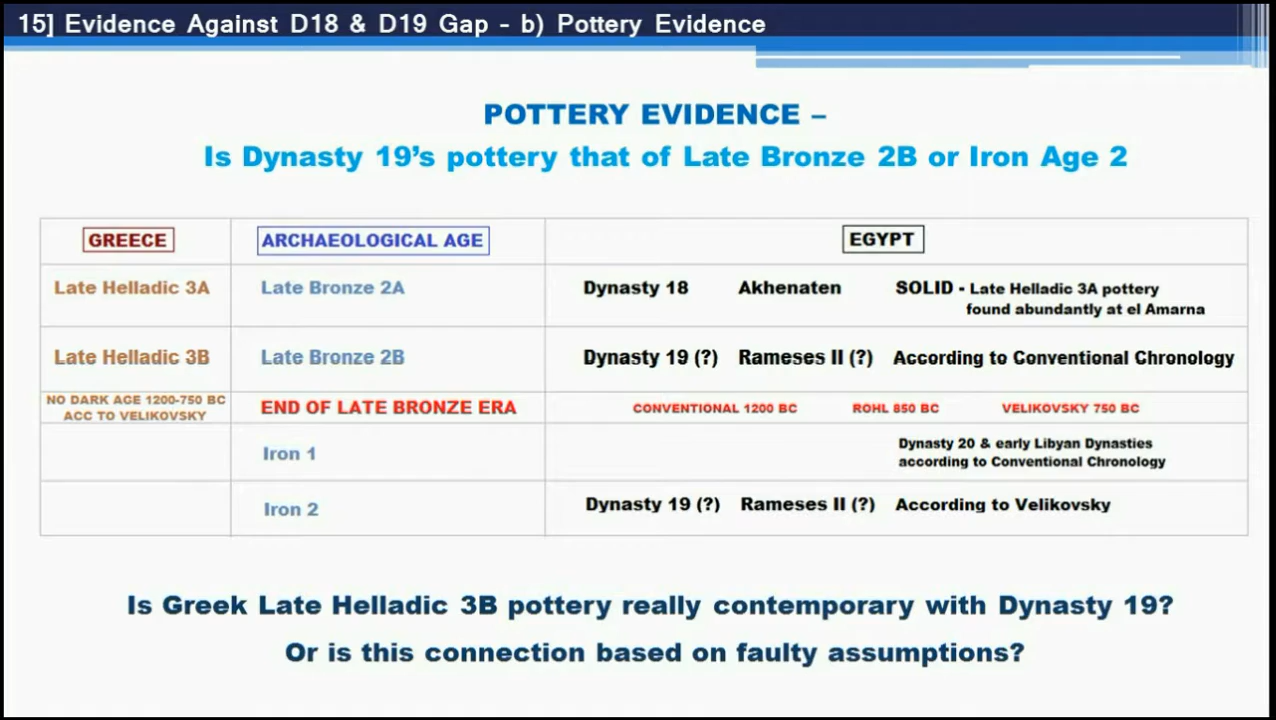 15] Evidence Against D18 & D19 Gap - b) Pottery Evidence
POTTERY EVIDENCE –
Is Dynasty 19's pottery that of Late Bronze 2B or Iron Age 2
GREECE ARCHAEOLOGICAL AGE EGYPT
Late Helladic 3A Late Bronze 2A Dynasty 18 Akhenaten SOLID - Late Helladic 3A pottery
found abundantly at el Amarna
Late Helladic 3B Late Bronze 2B Dynasty 19 (?) Rameses II (?) According to Conventional Chronology
NO DARK AGE 1200-750 BC
ACC TO VELIKOVSKY
END OF LATE BRONZE ERA CONVENTIONAL 1200 BC ROHL 850 BC VELIKOVSKY 750 BC
Iron 1 Dynasty 20 & early Libyan Dynasties
according to Conventional Chronology
Iron 2 Dynasty 19 (?) Rameses II (?) According to Velikovsky
Is Greek Late Helladic 3B pottery really contemporary with Dynasty 19?
Or is this connection based on faulty assumptions?